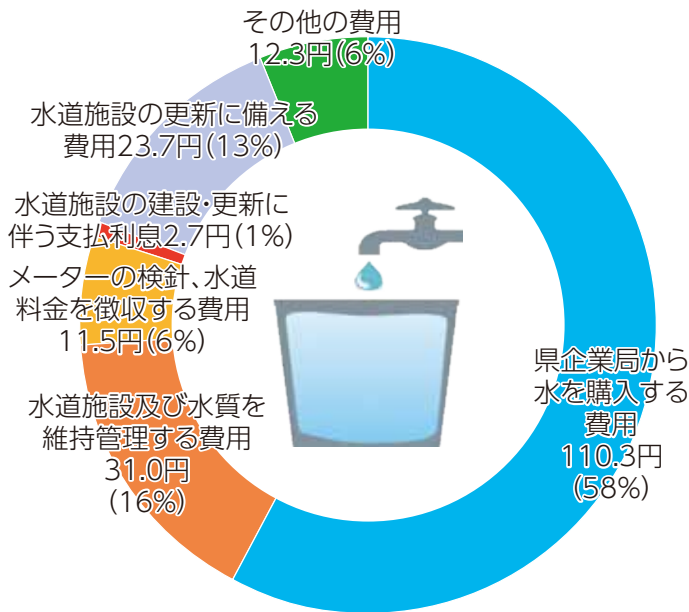 その他の費用
12.3円(6%)
水道施設の更新に備える
費用23.7円(13%)
水道施設の建設・更新に
伴う支払利息2.7円(1%)
メーターの検針、水道
料金を徴収する費用
11.5円(6%)
水道施設及び水質を
維持管理する費用
31.0円
(16%)
県企業局から
水を購入する
費用
110.3円
(58%)